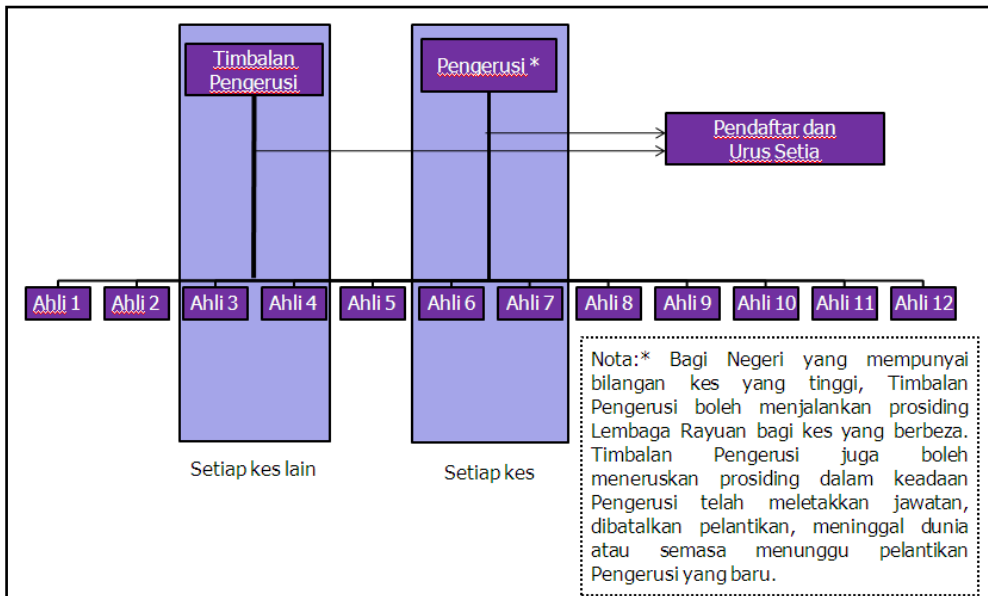 Timbalan
Pengerusi
Pengerusi *
Pendaftar dan
Urus Setia
Ahli 1
Ahli 2
Ahli 3
Ahli 4
Ahli 5
Ahli 6
Ahli 7
Ahli 8
Ahli 9
Ahli 10
Ahli 11
Ahli 12
Setiap kes lain
Setiap kes
Nota:* Bagi Negeri yang mempunyai
bilangan kes yang tinggi, Timbalan
Pengerusi boleh menjalankan prosiding
Lembaga Rayuan bagi kes yang berbeza.
Timbalan Pengerusi juga boleh
meneruskan prosiding dalam keadaan
Pengerusi telah meletakkan jawatan,
dibatalkan pelantikan, meninggal dunia
atau semasa menunggu pelantikan
Pengerusi yang baru.